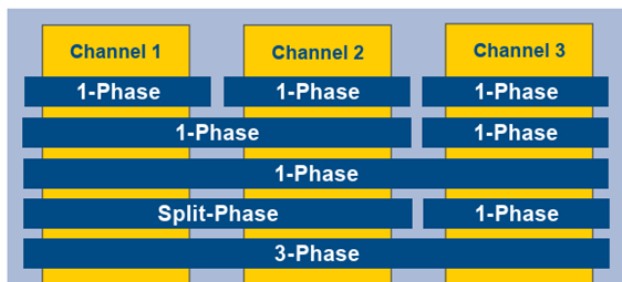 Channel 1 Channel 2 Channel 3
1-Phase 1-Phase 1-Phase
1-Phase 1-Phase
1-Phase
Split-Phase 1-Phase
3-Phase